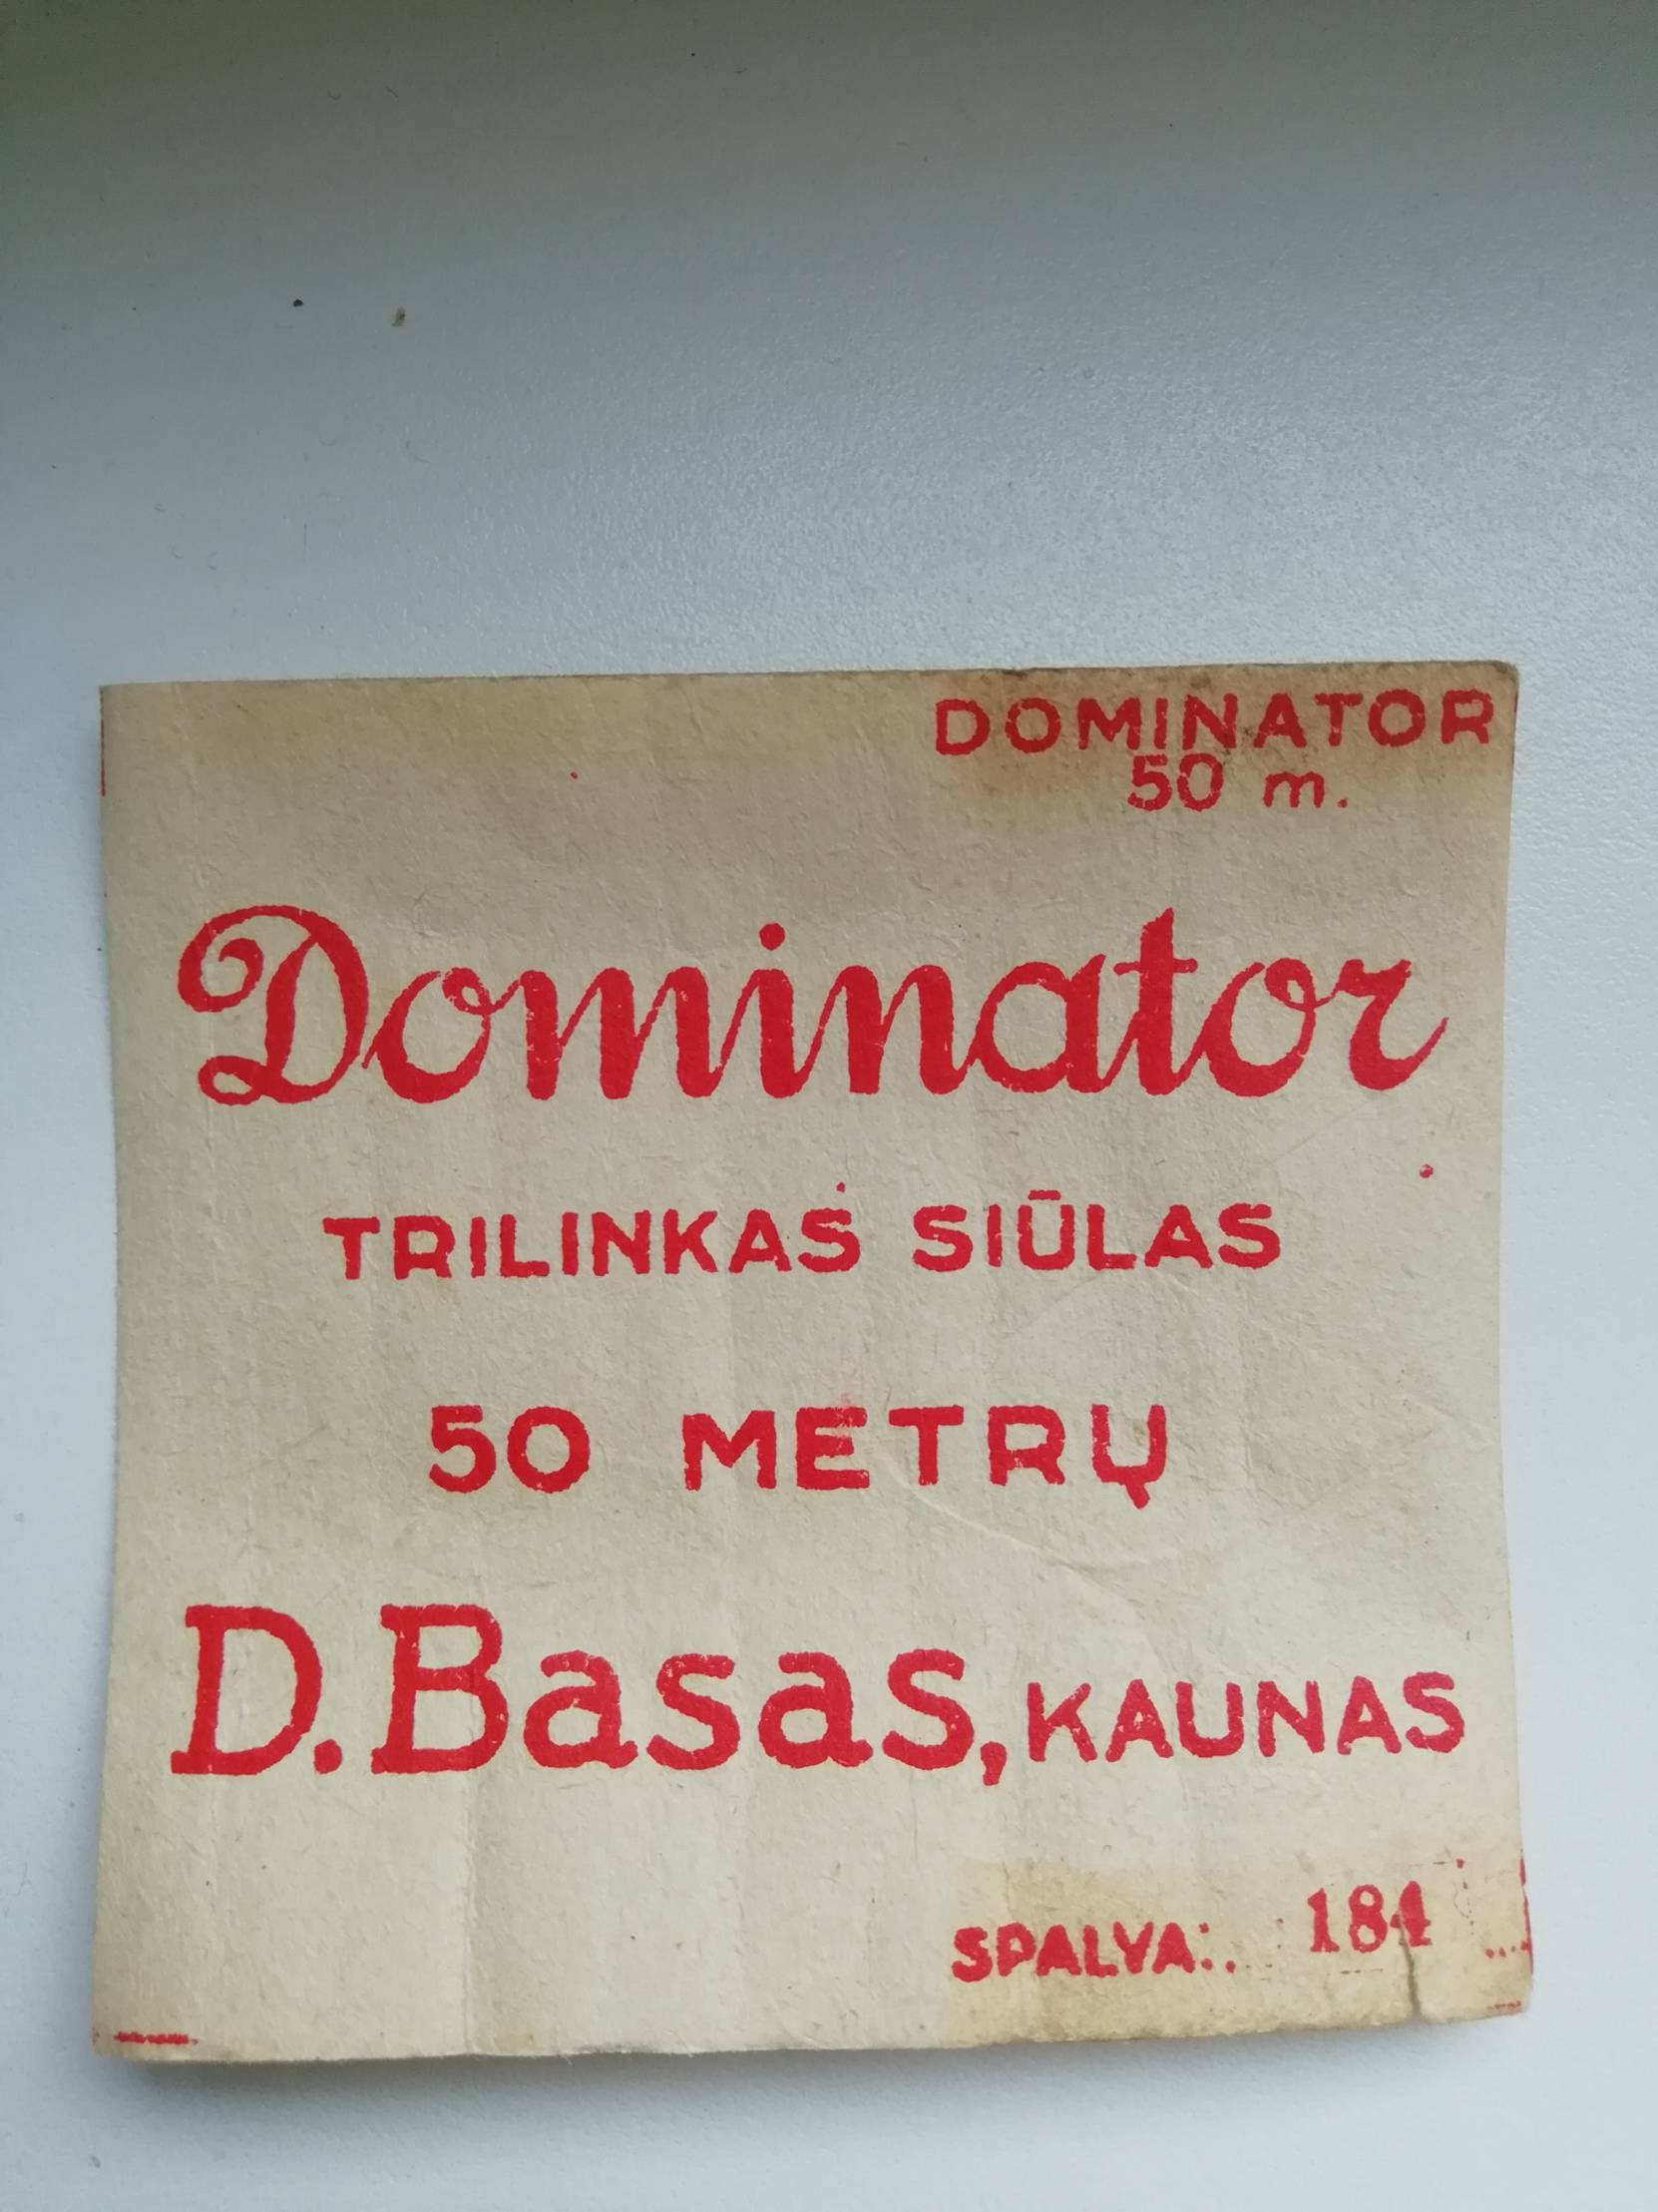 DOMINATOR
50 m.
Dominator
TRILINKAS SIŪLAS
50 METRŲ
D. Basas, KAUNAS
SPALVA: 184